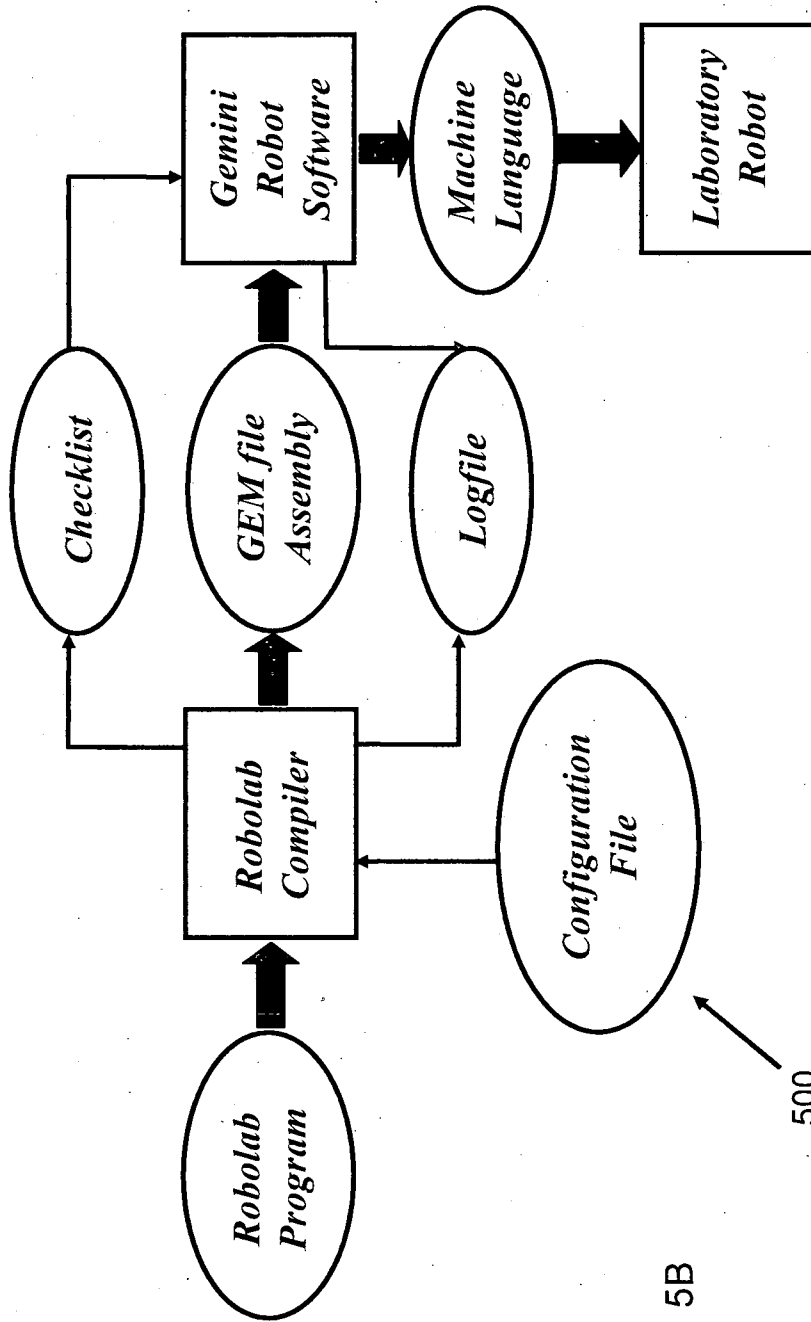 Robolab
Program
Robolab
Compiler
Configuration
File
Checklist
GEM file
Assembly
Logfile
Gemini
Robot
Software
Machine
Language
Laboratory
Robot
500
5B